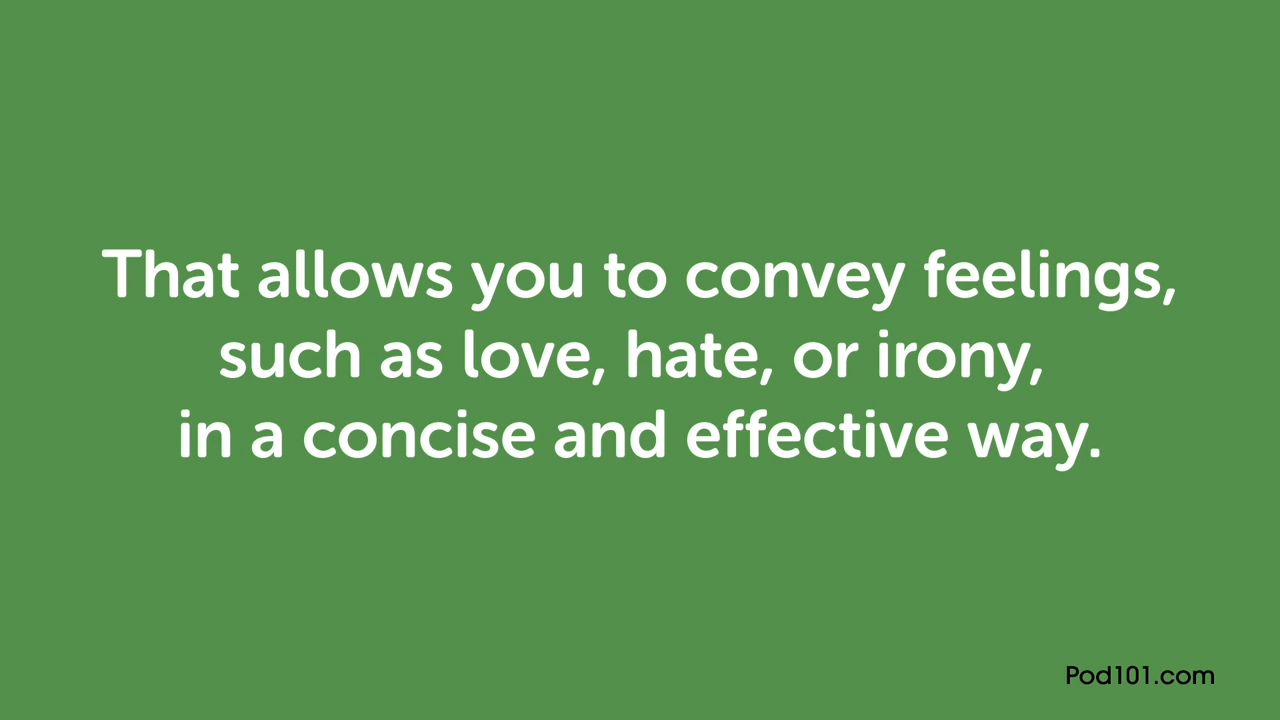 That allows you to convey feelings,
such as love, hate, or irony,
in a concise and effective way.
Pod101.com